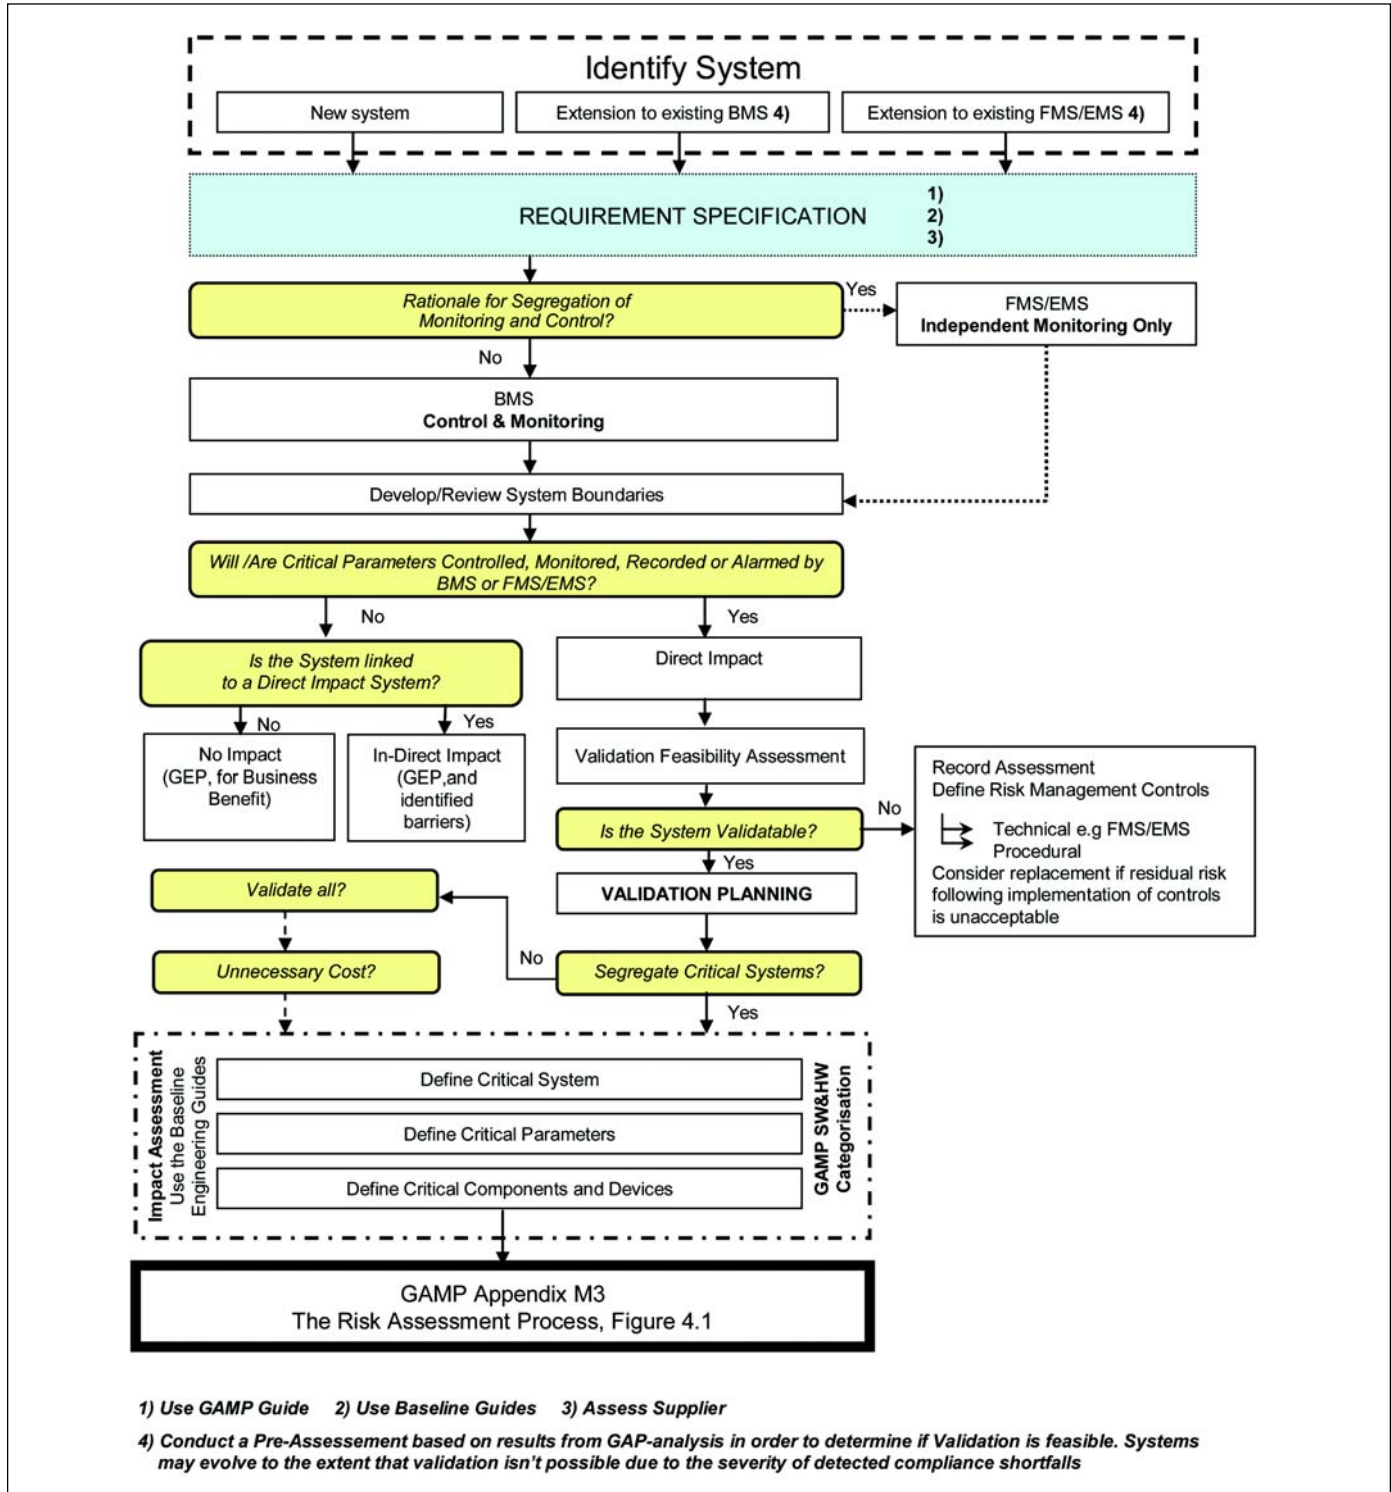 Identify System
New system
Extension to existing BMS 4)
Extension to existing FMS/EMS 4)
REQUIREMENT SPECIFICATION
1)
2)
3)
Rationale for Segregation of
Monitoring and Control?
Yes
FMS/EMS
Independent Monitoring Only
No
BMS
Control & Monitoring
Develop/Review System Boundaries
Will /Are Critical Parameters Controlled, Monitored, Recorded or Alarmed by
BMS or FMS/EMS?
No
Yes
Is the System linked
to a Direct Impact System?
Direct Impact
No
Yes
No Impact
(GEP, for Business
Benefit)
In-Direct Impact
(GEP,and
identified
barriers)
Validation Feasibility Assessment
Is the System Validatable?
No
Record Assessment
Define Risk Management Controls
Technical e.g FMS/EMS
Procedural
Consider replacement if residual risk
following implementation of controls
is unacceptable
Yes
VALIDATION PLANNING
Validate all?
Segregate Critical Systems?
No
Unnecessary Cost?
Yes
Impact Assessment
Use the Baseline
Engineering Guides
Define Critical System
Define Critical Parameters
Define Critical Components and Devices
GAMP SW&HW
Categorisation
GAMP Appendix M3
The Risk Assessment Process, Figure 4.1
1) Use GAMP Guide 2) Use Baseline Guides 3) Assess Supplier
4) Conduct a Pre-Assessement based on results from GAP-analysis in order to determine if Validation is feasible. Systems
may evolve to the extent that validation isn't possible due to the severity of detected compliance shortfalls